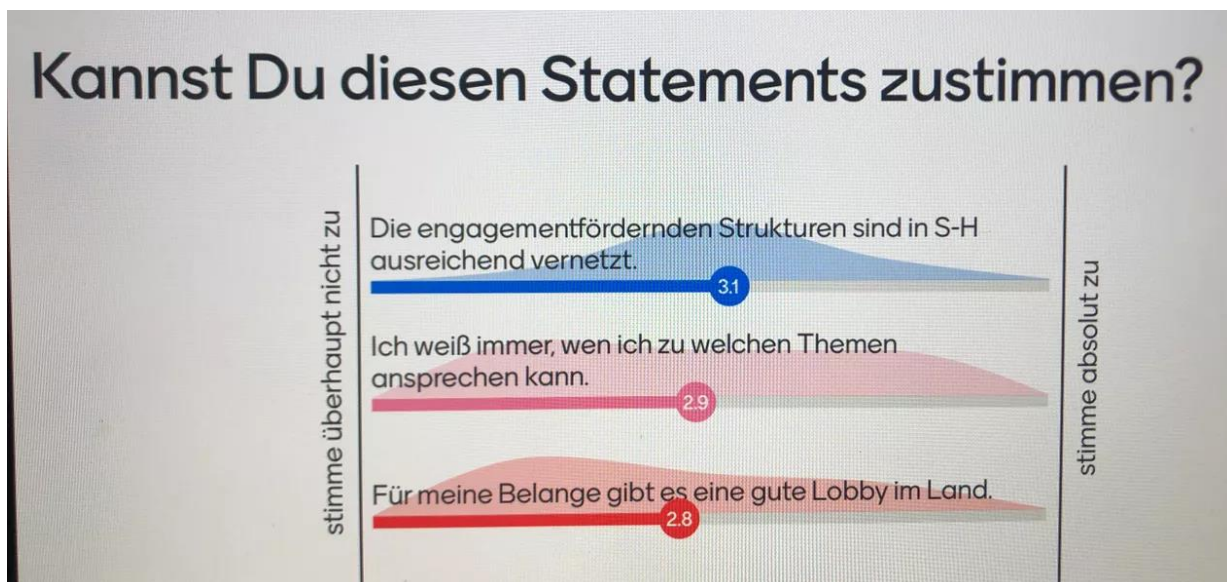 Kannst Du diesen Statements zustimmen?
stimme überhaupt nicht zu
Die engagementfördernden Strukturen sind in S-H
ausreichend vernetzt.
3.1
Ich weiß immer, wen ich zu welchen Themen
ansprechen kann.
2.9
Für meine Belange gibt es eine gute Lobby im Land.
2.8
stimme absolut zu